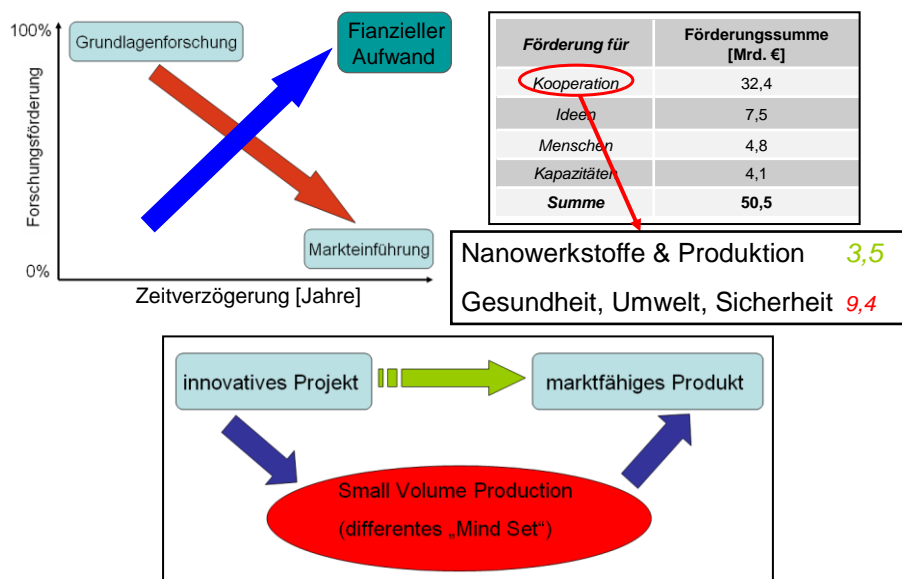 100%
Grundlagenforschung
Fianzieller
Aufwand
Forschungsförderung
Markteinführung
0%
Zeitverzögerung [Jahre]
Förderung für Förderungssumme
[Mrd. €]
Kooperation 32,4
Ideen 7,5
Menschen 4,8
Kapazitäten 4,1
Summe 50,5
Nanowerkstoffe & Produktion 3,5
Gesundheit, Umwelt, Sicherheit 9,4
innovatives Projekt marktfähiges Produkt
Small Volume Production
(differentes „Mind Set“)